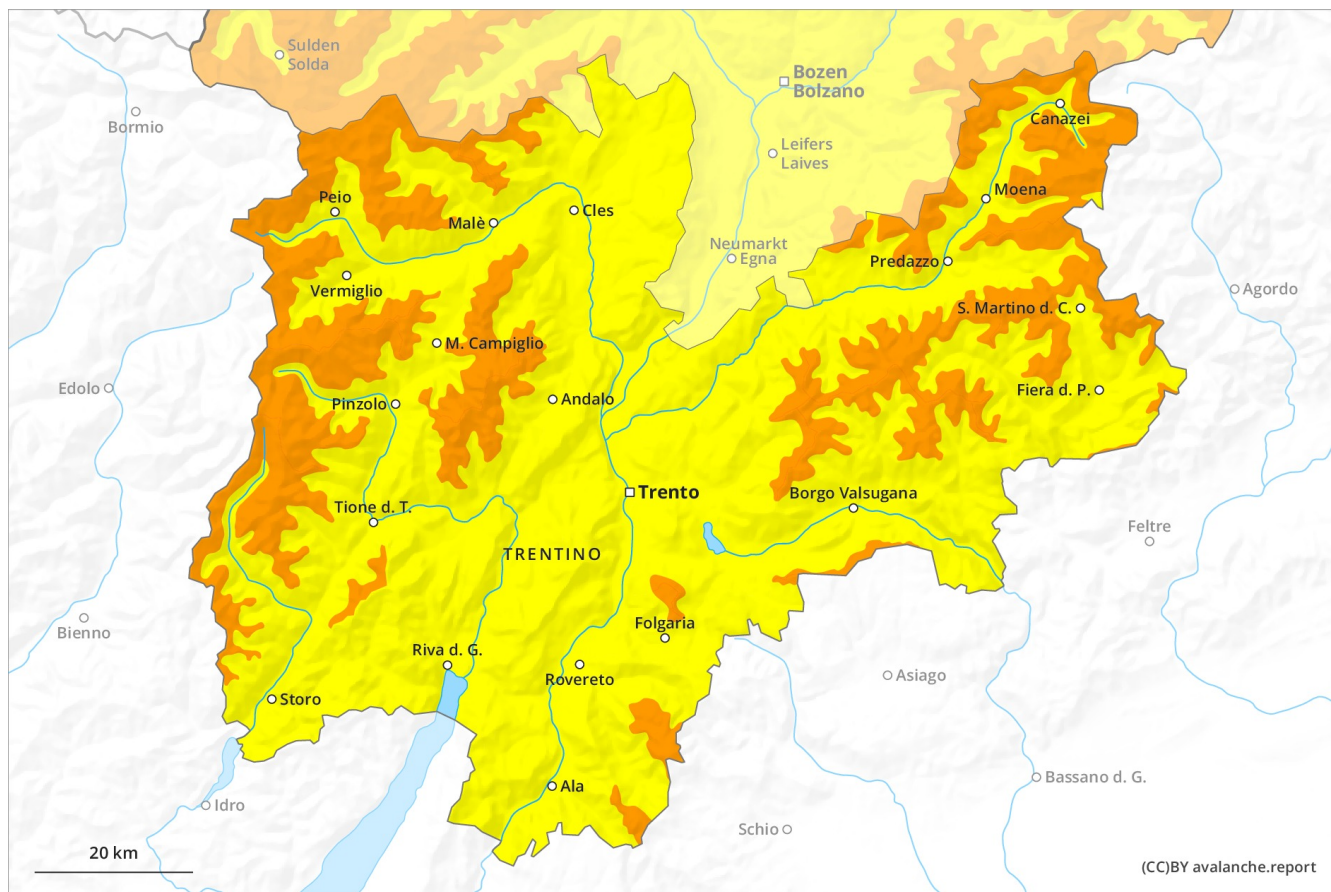 Sulden
Solda
Bozen
Bolzano
Bormio
Canazei
Leifers
Laives
Peio
Moena
Malè
Cles
Neumarkt
Egna
Predazzo
Vermiglio
Agordo
S. Martino d. C.
M. Campiglio
Edolo
Andalo
Fiera d. P.
Pinzolo
Trento
Borgo Valsugana
Tione d. T.
Feltre
TRENTINO
Bienno
Folgaria
Riva d. G.
Rovereto
Asiago
Storo
Bassano d. G.
Ala
Idro
Schio
20 km
(CC)BY avalanche.report